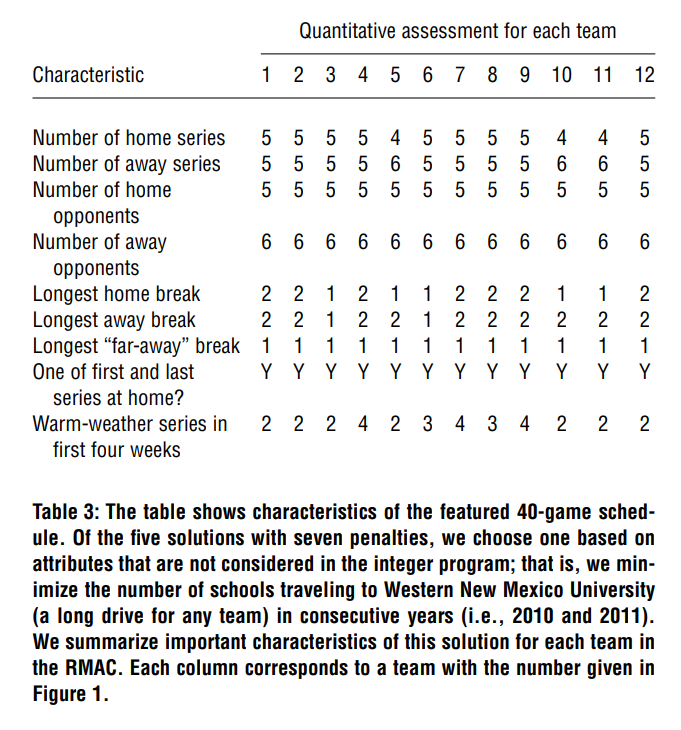 Quantitative assessment for each team
Characteristic 1 2 3 4 5 6 7 8 9 10 11 12
Number of home series 5 5 5 5 4 5 5 5 5 4 4 5
Number of away series 5 5 5 5 6 5 5 5 5 6 6 5
Number of home 5 5 5 5 5 5 5 5 5 5 5 5
opponents
Number of away 6 6 6 6 6 6 6 6 6 6 6 6
opponents
Longest home break 2 2 1 2 1 1 2 2 2 1 1 2
Longest away break 2 2 1 2 2 1 2 2 2 2 2 2
Longest “far-away” break 1 1 1 1 1 1 1 1 1 1 1 1
One of first and last Y Y Y Y Y Y Y Y Y Y Y Y
series at home?
Warm-weather series in 2 2 2 4 2 3 4 3 4 2 2 2
first four weeks
Table 3: The table shows characteristics of the featured 40-game sched-
ule. Of the five solutions with seven penalties, we choose one based on
attributes that are not considered in the integer program; that is, we min-
imize the number of schools traveling to Western New Mexico University
(a long drive for any team) in consecutive years (i.e., 2010 and 2011).
We summarize important characteristics of this solution for each team in
the RMAC. Each column corresponds to a team with the number given in
Figure 1.